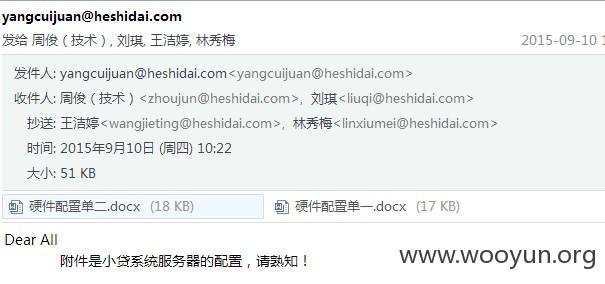 yangcuijuan@heshidai.com
发给 周俊（技术）, 刘琪, 王洁婷, 林秀梅 2015-09-10 1
发件人: yangcuijuan@heshidai.com<yangcuijuan@heshidai.com>
收件人: 周俊（技术）<zhoujun@heshidai.com>, 刘琪<liuqi@heshidai.com>
抄送: 王洁婷<wangjieting@heshidai.com>, 林秀梅<linxiumei@heshidai.com>
时间: 2015年9月10日 (周四) 10:22
大小: 51 KB
硬件配置单二.docx (18 KB) 硬件配置单一.docx (17 KB)
Dear All
附件是小贷系统服务器的配置，请熟知！
www.wooyun.org